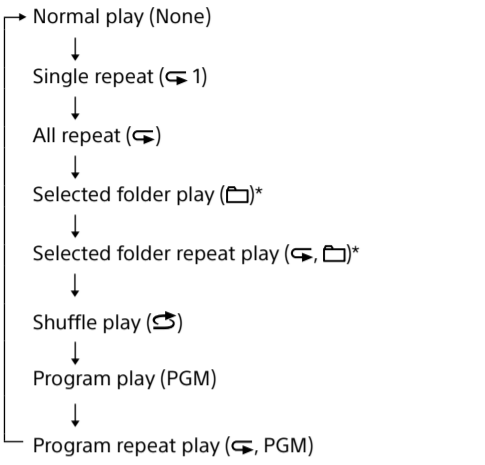 Normal play (None)
Single repeat ( 1)
All repeat ()
Selected folder play ()*
Selected folder repeat play (, )*
Shuffle play ()
Program play (PGM)
Program repeat play (, PGM)